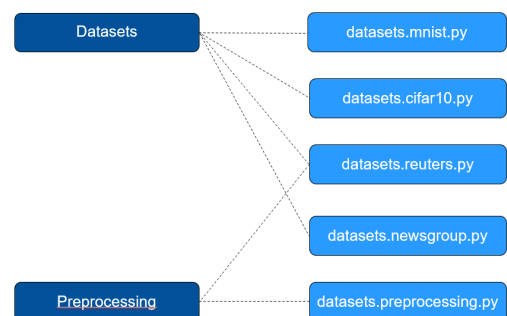 Datasets
datasets.mnist.py
datasets.cifar10.py
datasets.reuters.py
datasets.newsgroup.py
Preprocessing
datasets.preprocessing.py